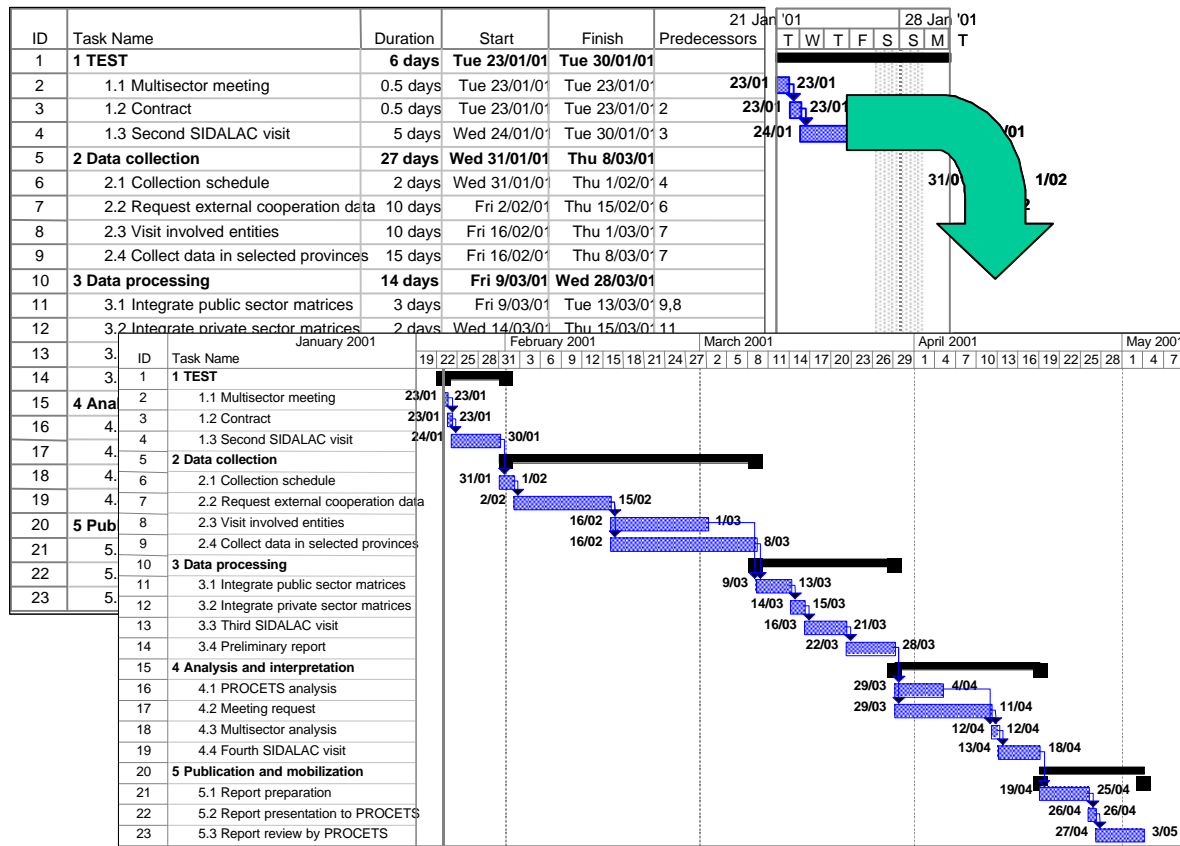 21 Jan '01 28 Jan '01
ID Task Name Duration Start Finish Predecessors T W T F S S M T
1 1 TEST 6 days Tue 23/01/01 Tue 30/01/01
2 1.1 Multisector meeting 0.5 days Tue 23/01/01 Tue 23/01/01 23/01 23/01
3 1.2 Contract 0.5 days Tue 23/01/01 Tue 23/01/01 2 23/01 23/01
4 1.3 Second SIDALAC visit 5 days Wed 24/01/01 Tue 30/01/01 3 24/01
5 2 Data collection 27 days Wed 31/01/01 Thu 8/03/01
6 2.1 Collection schedule 2 days Wed 31/01/01 Thu 1/02/01 4 31/01 1/02
7 2.2 Request external cooperation data 10 days Fri 2/02/01 Thu 15/02/01 6
8 2.3 Visit involved entities 10 days Fri 16/02/01 Thu 1/03/01 7
9 2.4 Collect data in selected provinces 15 days Fri 16/02/01 Thu 8/03/01 7
10 3 Data processing 14 days Fri 9/03/01 Wed 28/03/01
11 3.1 Integrate public sector matrices 3 days Fri 9/03/01 Tue 13/03/01 9,8
12 3.2 Integrate private sector matrices 2 days Wed 14/03/01 Thu 15/03/01 11
13 3.
14 3.
15 4 Anal
16 4.
17 4.
18 4.
19 4.
20 5 Publ
21 5.
22 5.
23 5.
January 2001 February 2001 March 2001 April 2001 May 2001
ID Task Name 19 22 25 28 31 3 6 9 12 15 18 21 24 27 2 5 8 11 14 17 20 23 26 29 1 4 7 10 13 16 19 22 25 28 1 4 7
1 1 TEST
2 1.1 Multisector meeting 23/01 23/01
3 1.2 Contract 23/01 23/01
4 1.3 Second SIDALAC visit 24/01 30/01
5 2 Data collection
6 2.1 Collection schedule 31/01 1/02
7 2.2 Request external cooperation data 2/02 15/02
8 2.3 Visit involved entities 16/02 1/03
9 2.4 Collect data in selected provinces 16/02 8/03
10 3 Data processing
11 3.1 Integrate public sector matrices 9/03 13/03
12 3.2 Integrate private sector matrices 14/03 15/03
13 3.3 Third SIDALAC visit 16/03 21/03
14 3.4 Preliminary report 22/03 28/03
15 4 Analysis and interpretation
16 4.1 PROCETS analysis 29/03 4/04
17 4.2 Meeting request 29/03 11/04
18 4.3 Multisector analysis 12/04 12/04
19 4.4 Fourth SIDALAC visit 13/04 18/04
20 5 Publication and mobilization
21 5.1 Report preparation 19/04 25/04
22 5.2 Report presentation to PROCETS 26/04 26/04
23 5.3 Report review by PROCETS 27/04 3/05